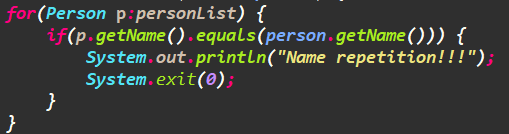 for(Person p:personList) {
    if(p.getName().equals(person.getName())) {
        System.out.println("Name repetition!!!");
        System.exit(0);
    }
}